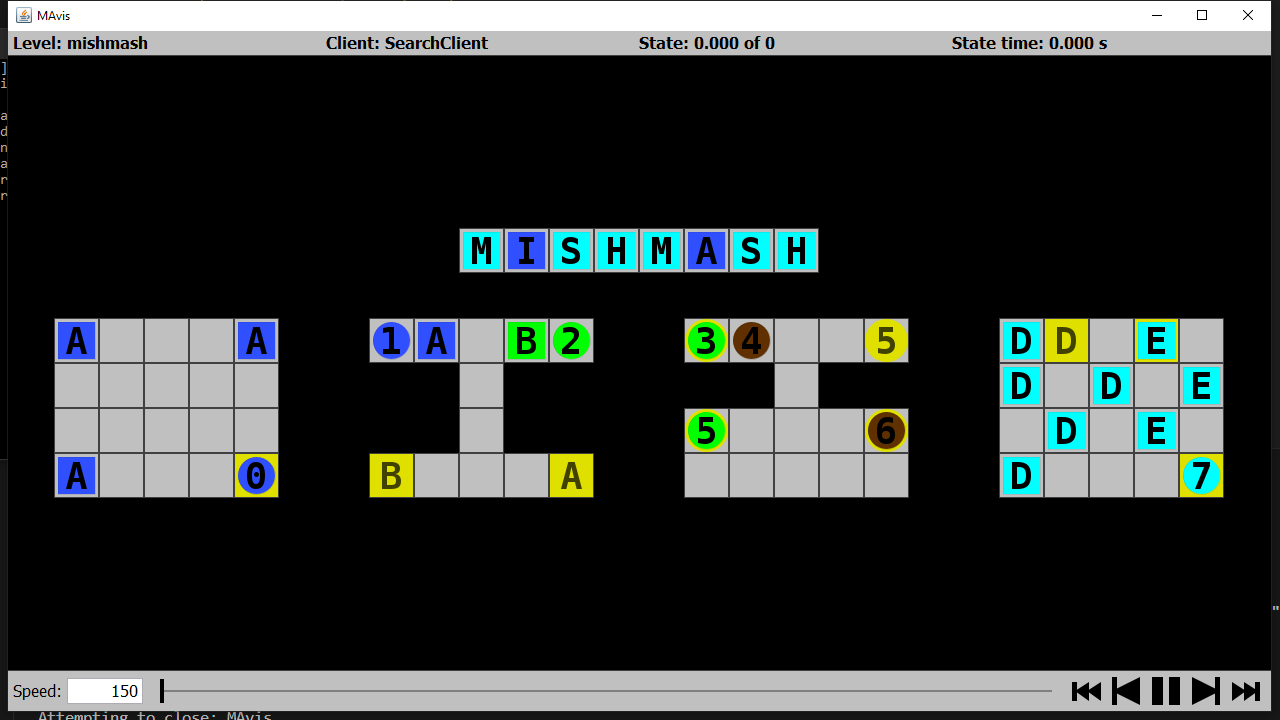 MAvis
Level: mishmash Client: SearchClient State: 0.000 of 0 State time: 0.000 s
]
i
a
d
n
a
r
r
M I S H M A S H
A A 1 A B 2 3 4 5 D D E
D D E
5 6 D E
A 0 B A D 7
"
Speed: 150
Attempting to close: MAvis